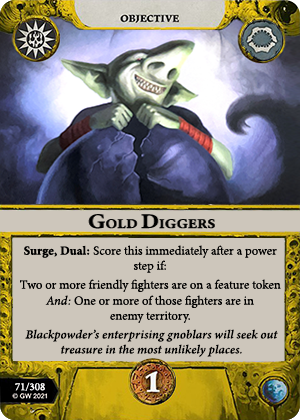 OBJECTIVE
GOLD DIGGERS
Surge, Dual: Score this immediately after a power
step if:
Two or more friendly fighters are on a feature token
And: One or more of those fighters are in
enemy territory.
Blackpowder's enterprising gnoblars will seek out
treasure in the most unlikely places.
71/308
© GW 2021
1